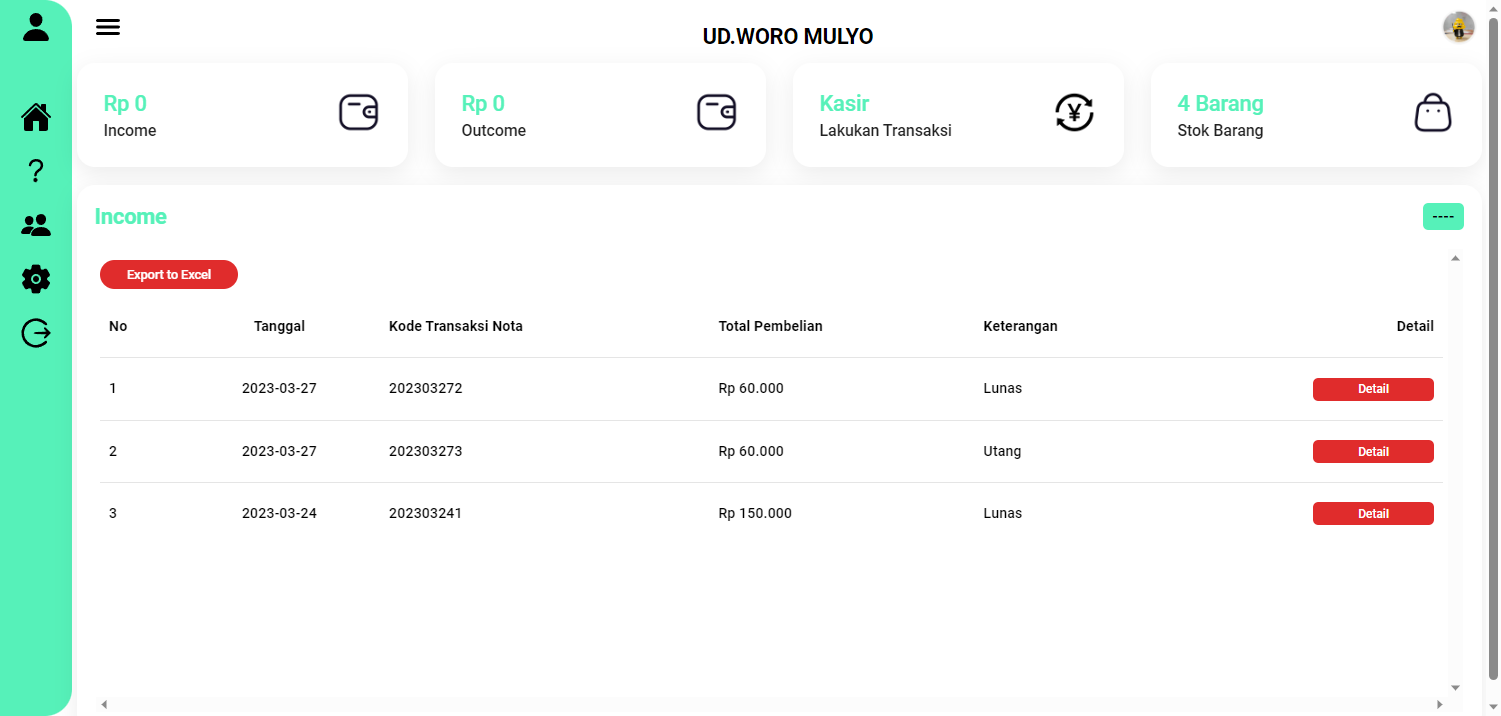 UD.WORO MULYO
Rp 0
Income
Rp 0
Outcome
Kasir
Lakukan Transaksi
4 Barang
Stok Barang
Income
----
Export to Excel
No Tanggal Kode Transaksi Nota Total Pembelian Keterangan Detail
1 2023-03-27 202303272 Rp 60.000 Lunas Detail
2 2023-03-27 202303273 Rp 60.000 Utang Detail
3 2023-03-24 202303241 Rp 150.000 Lunas Detail